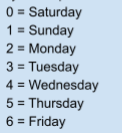 0 = Saturday
1 = Sunday
2 = Monday
3 = Tuesday
4 = Wednesday
5 = Thursday
6 = Friday